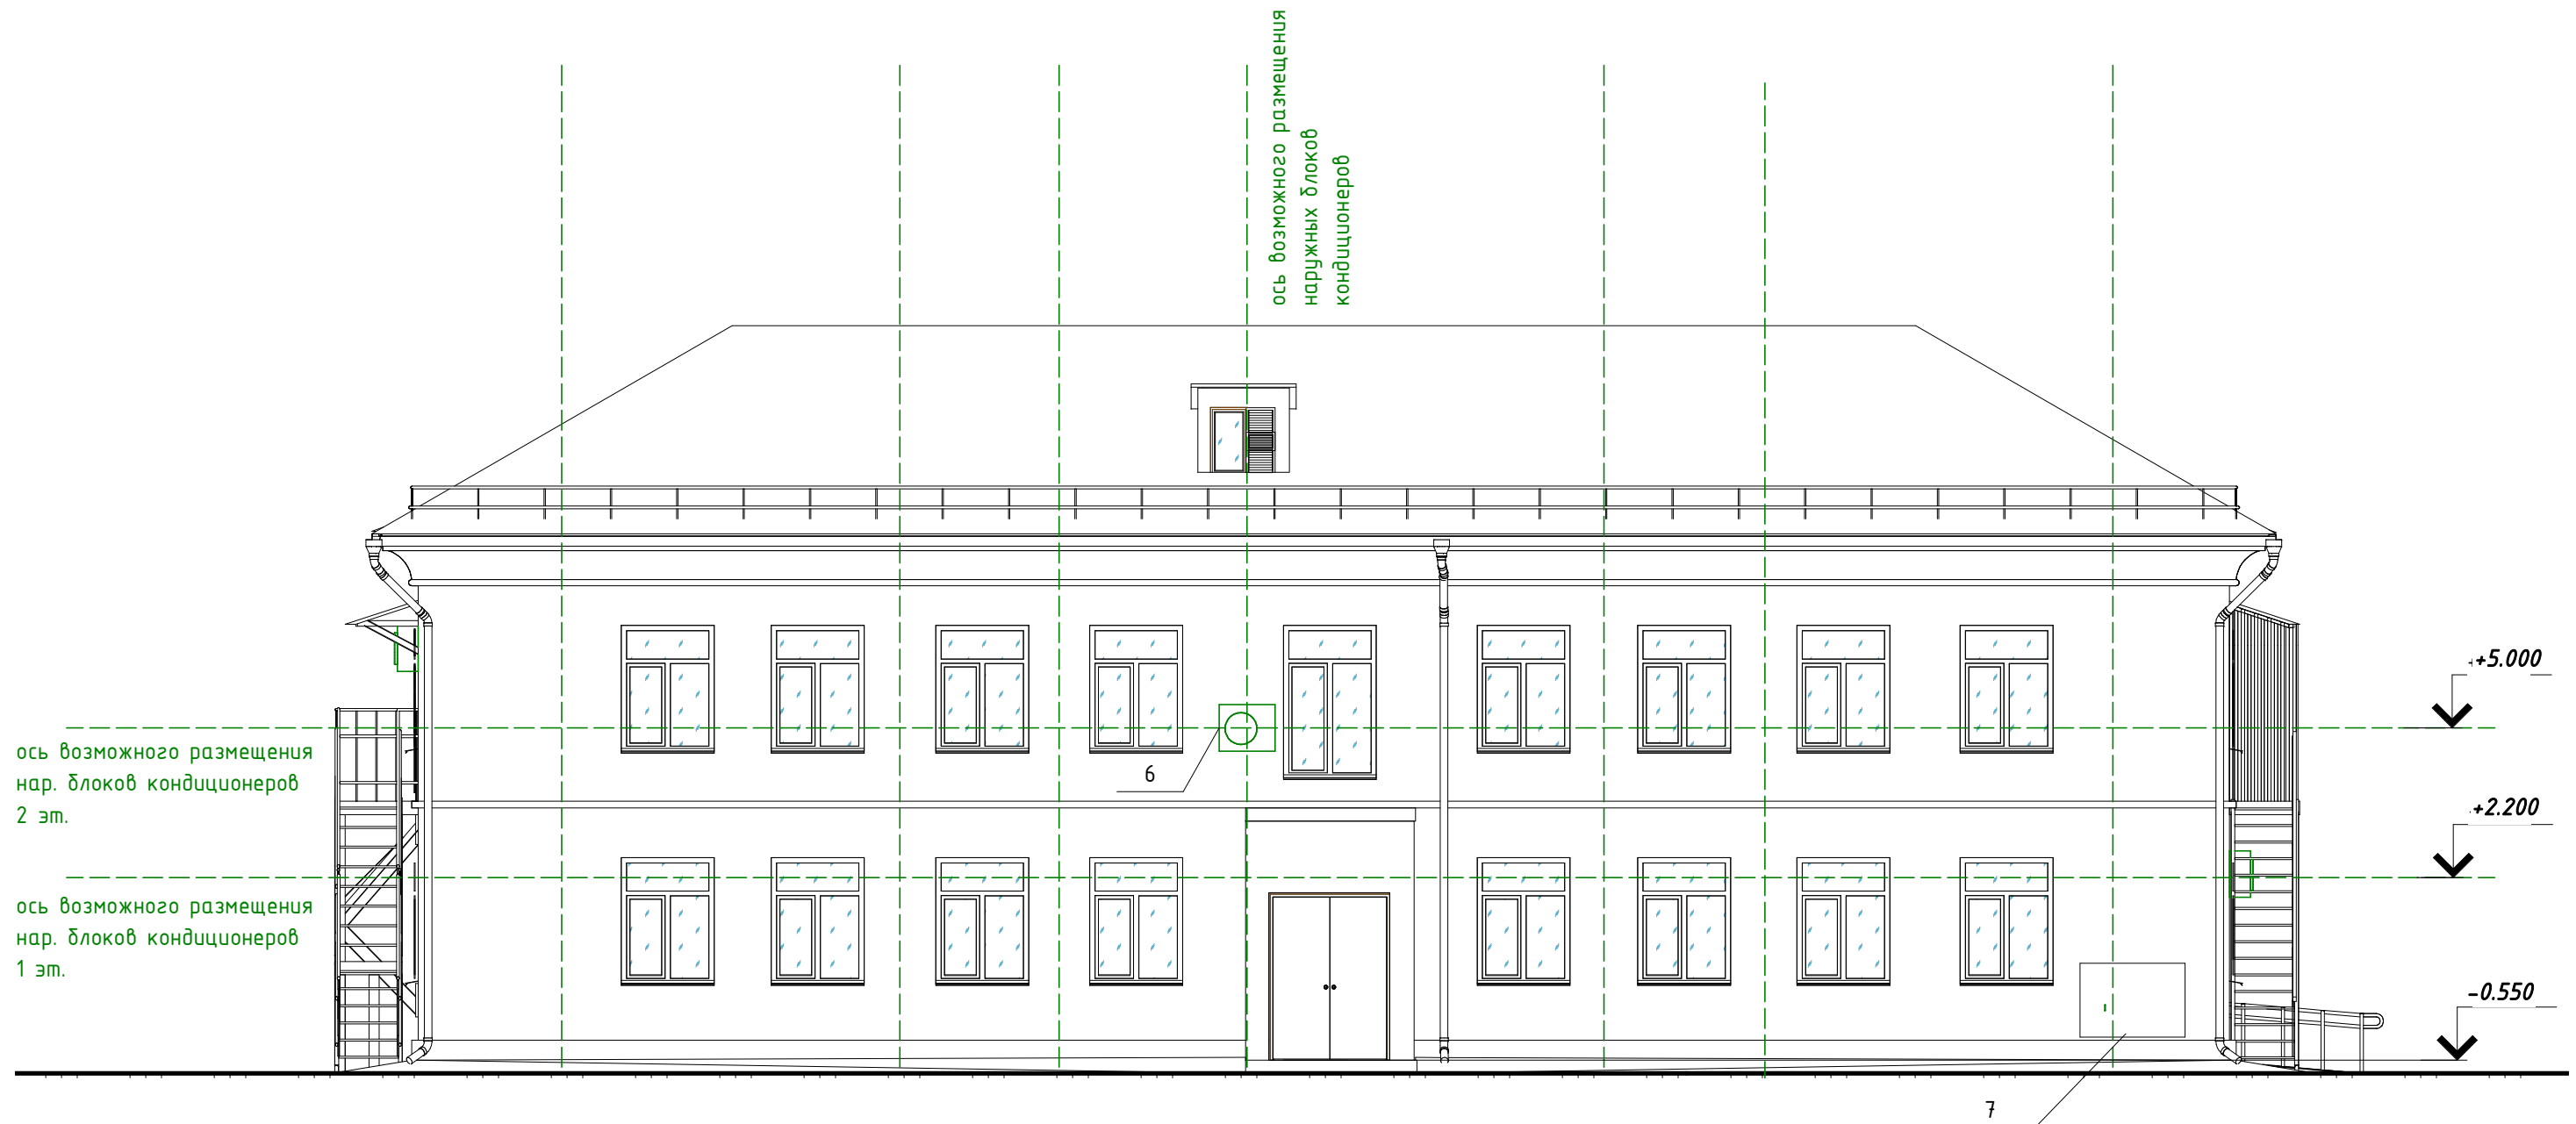 ось возможного размещения
наружных блоков
кондиционеров
+5.000
ось возможного размещения
нар. блоков кондиционеров
2 эт.
6
+2.200
ось возможного размещения
нар. блоков кондиционеров
1 эт.
-0.550
7